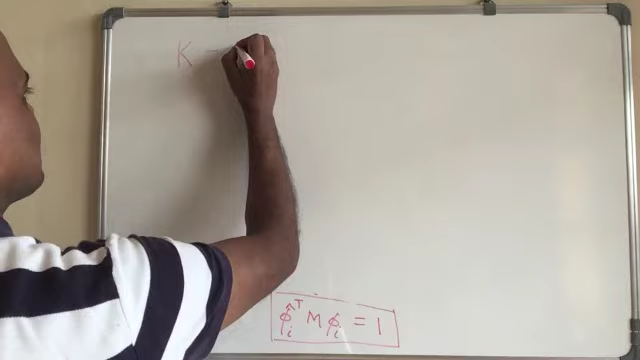 K =
ϕᵢᵀ M ϕᵢ = 1